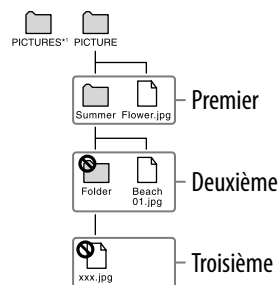 PICTURES*1 PICTURE
Summer Flower.jpg
Premier
Folder Beach 01.jpg
Deuxième
xxx.jpg
Troisième